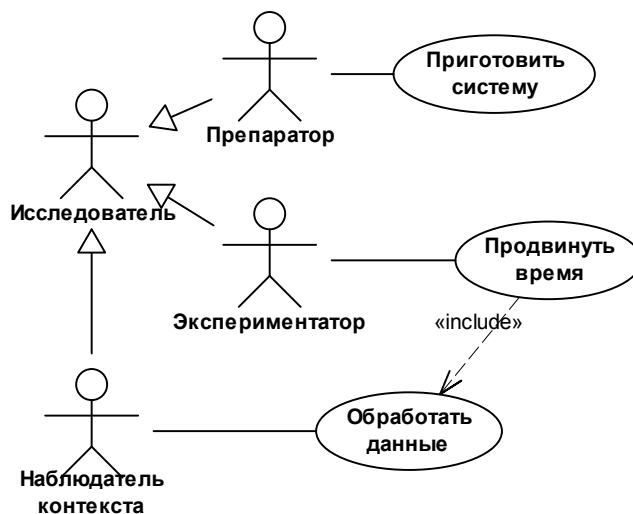 Приготовить
систему
Препаратор
Исследователь
Продвинуть
время
Экспериментатор
«include»
Обработать
данные
Наблюдатель
контекста